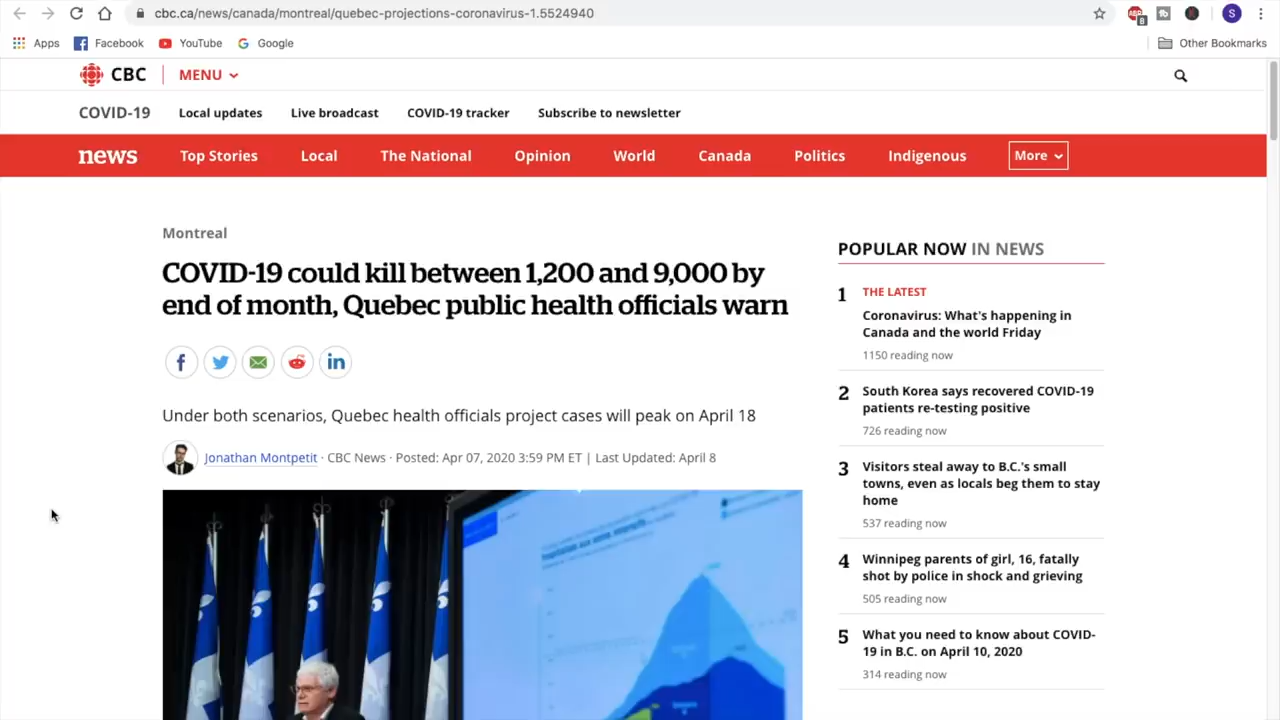 cbc.ca/news/canada/montreal/quebec-projections-coronavirus-1.5524940
8
S
Apps Facebook YouTube Google Other Bookmarks
CBC MENU
COVID-19 Local updates Live broadcast COVID-19 tracker Subscribe to newsletter
news Top Stories Local The National Opinion World Canada Politics Indigenous More
Montreal
COVID-19 could kill between 1,200 and 9,000 by
end of month, Quebec public health officials warn
Under both scenarios, Quebec health officials project cases will peak on April 18
Jonathan Montpetit · CBC News · Posted: Apr 07, 2020 3:59 PM ET | Last Updated: April 8
POPULAR NOW IN NEWS
1 THE LATEST
Coronavirus: What's happening in
Canada and the world Friday
1150 reading now
2 South Korea says recovered COVID-19
patients re-testing positive
726 reading now
3 Visitors steal away to B.C.'s small
towns, even as locals beg them to stay
home
537 reading now
4 Winnipeg parents of girl, 16, fatally
shot by police in shock and grieving
505 reading now
5 What you need to know about COVID-
19 in B.C. on April 10, 2020
314 reading now